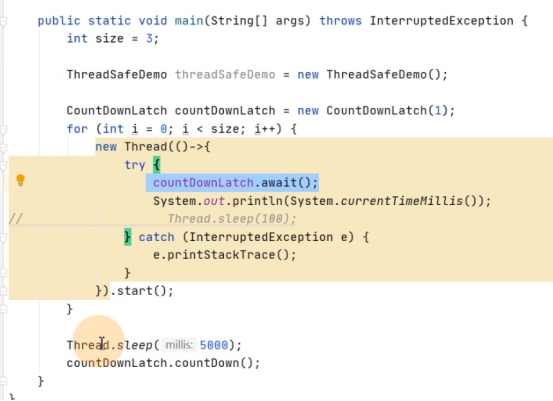 public static void main(String[] args) throws InterruptedException {
int size = 3;
ThreadSafeDemo threadSafeDemo = new ThreadSafeDemo();
CountDownLatch countDownLatch = new CountDownLatch(1);
for (int i = 0; i < size; i++) {
new Thread(()->{
try {
countDownLatch.await();
System.out.println(System.currentTimeMillis());
// Thread.sleep(100);
} catch (InterruptedException e) {
e.printStackTrace();
}
}).start();
}
Thread.sleep( millis: 5000);
countDownLatch.countDown();
}
}